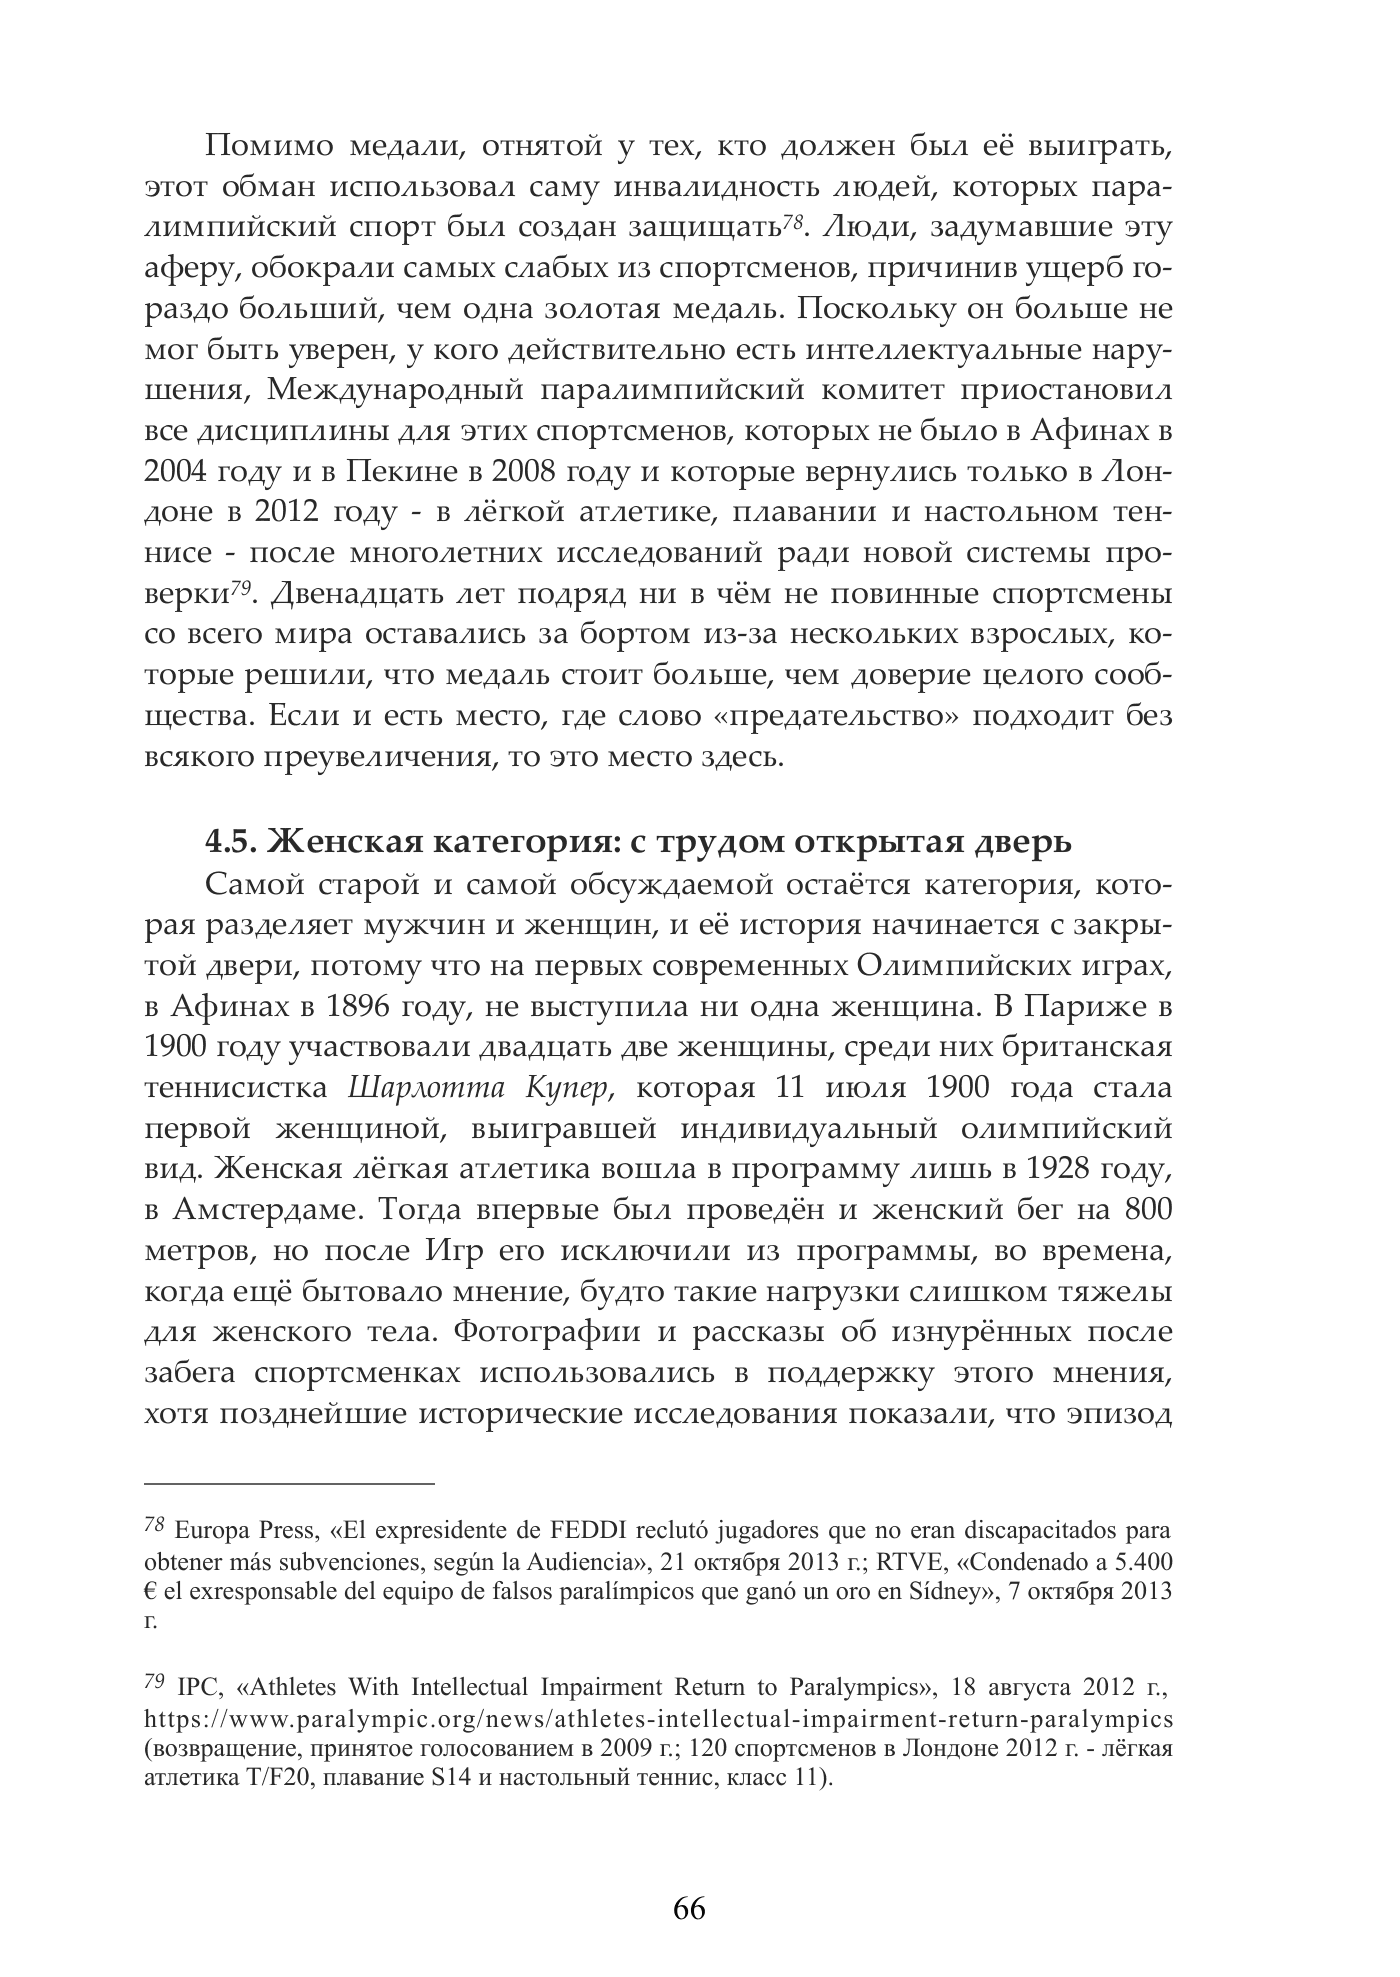 Помимо медали, отнятой у тех, кто должен был её выиграть,
этот обман использовал саму инвалидность людей, которых пара-
лимпийский спорт был создан защищать78. Люди, задумавшие эту
аферу, обокрали самых слабых из спортсменов, причинив ущерб го-
раздо больший, чем одна золотая медаль. Поскольку он больше не
мог быть уверен, у кого действительно есть интеллектуальные нару-
шения, Международный паралимпийский комитет приостановил
все дисциплины для этих спортсменов, которых не было в Афинах в
2004 году и в Пекине в 2008 году и которые вернулись только в Лон-
доне в 2012 году - в лёгкой атлетике, плавании и настольном тен-
нисе - после многолетних исследований ради новой системы про-
верки79. Двенадцать лет подряд ни в чём не повинные спортсмены
со всего мира оставались за бортом из-за нескольких взрослых, ко-
торые решили, что медаль стоит больше, чем доверие целого сооб-
щества. Если и есть место, где слово «предательство» подходит без
всякого преувеличения, то это место здесь.
4.5. Женская категория: с трудом открытая дверь
Самой старой и самой обсуждаемой остаётся категория, кото-
рая разделяет мужчин и женщин, и её история начинается с закры-
той двери, потому что на первых современных Олимпийских играх,
в Афинах в 1896 году, не выступила ни одна женщина. В Париже в
1900 году участвовали двадцать две женщины, среди них британская
теннисистка Шарлотта Купер, которая 11 июля 1900 года стала
первой женщиной, выигравшей индивидуальный олимпийский
вид. Женская лёгкая атлетика вошла в программу лишь в 1928 году,
в Амстердаме. Тогда впервые был проведён и женский бег на 800
метров, но после Игр его исключили из программы, во времена,
когда ещё бытовало мнение, будто такие нагрузки слишком тяжелы
для женского тела. Фотографии и рассказы об изнурённых после
забега спортсменках использовались в поддержку этого мнения,
хотя позднейшие исторические исследования показали, что эпизод
78 Europa Press, «El expresidente de FEDDI reclutó jugadores que no eran discapacitados para
obtener más subvenciones, según la Audiencia», 21 октября 2013 г.; RTVE, «Condenado a 5.400
€ el exresponsable del equipo de falsos paralímpicos que ganó un oro en Sídney», 7 октября 2013
г.
79 IPC, «Athletes With Intellectual Impairment Return to Paralympics», 18 августа 2012 г.,
https://www.paralympic.org/news/athletes-intellectual-impairment-return-paralympics
(возвращение, принятое голосованием в 2009 г.; 120 спортсменов в Лондоне 2012 г. - лёгкая
атлетика T/F20, плавание S14 и настольный теннис, класс 11).
66